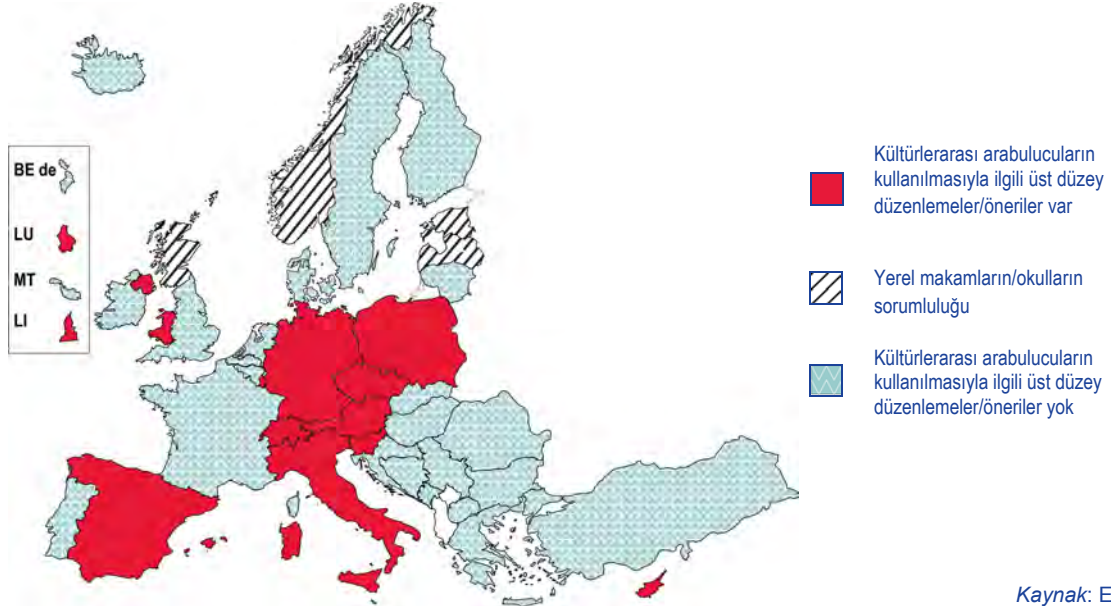 BE de
LU
MT
LI
Kültürlerarası arabulucuların
kullanılmasıyla ilgili üst düzey
düzenlemeler/öneriler var
Yerel makamların/okulların
sorumluluğu
Kültürlerarası arabulucuların
kullanılmasıyla ilgili üst düzey
düzenlemeler/öneriler yok
Kaynak: E